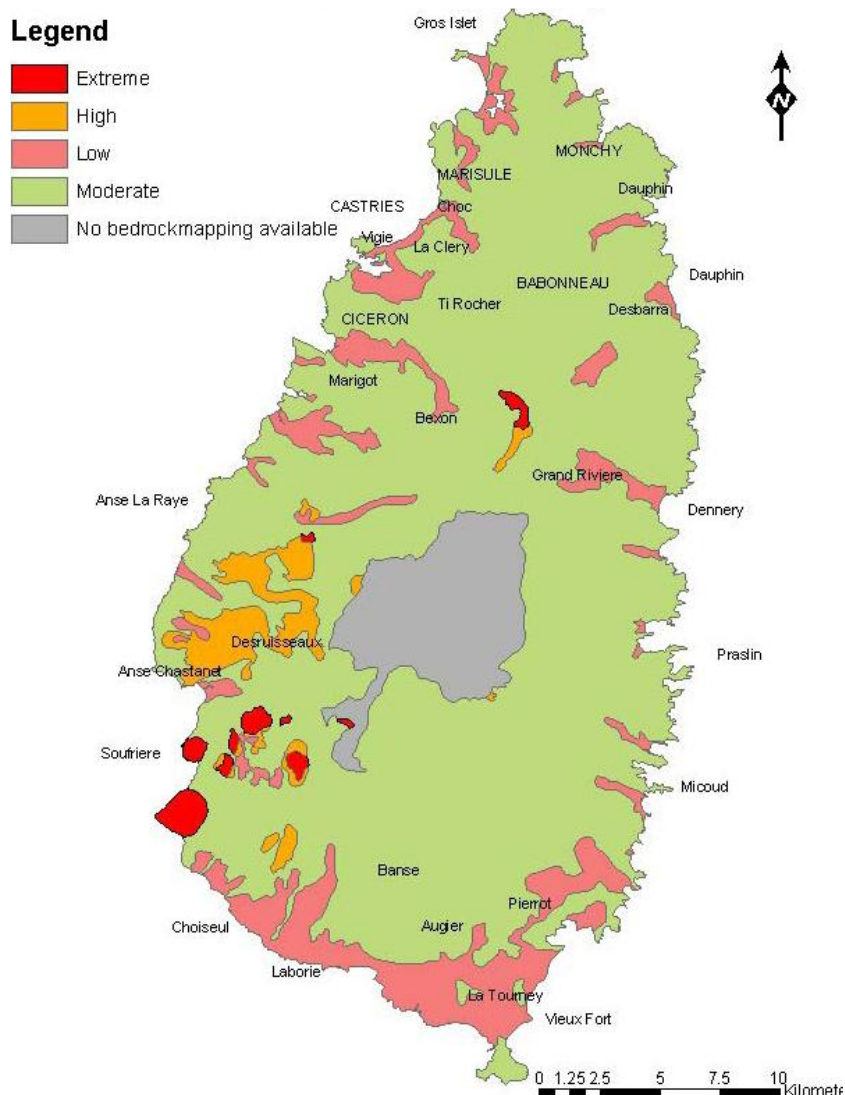 Legend
Extreme
High
Low
Moderate
No bedrockmapping available
Gros Islet
N
MONCHY
MARISULE
Dauphin
CASTRIES
Choc
Vigie
La Clery
Dauphin
BABONNEAU
Ti Rocher
Desbarra
CICERON
Marigot
Bexon
Grand Riviere
Anse La Raye
Dennery
Desruisseaux
Praslin
Anse Chastanet
Soufriere
Micoud
Banse
Pierrot
Choiseul
Augier
Laborie
La Tourney
Vieux Fort
0 1.25 2.5 5 7.5 10
Kilomete